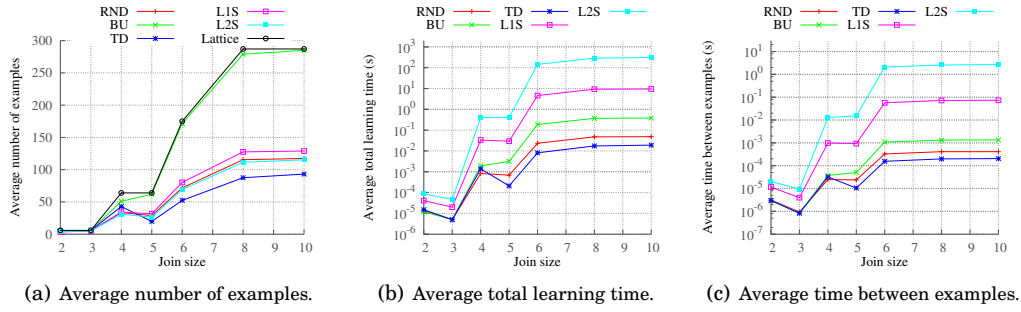 RND
BU
TD
L1S
L2S
Lattice
Average number of examples
300
250
200
150
100
50
0
2 3 4 5 6 7 8 9 10
Join size
(a) Average number of examples.
RND
BU
TD
L1S
L2S
Average total learning time (s)
10^3
10^2
10^1
10^0
10^-1
10^-2
10^-3
10^-4
10^-5
10^-6
2 3 4 5 6 7 8 9 10
Join size
(b) Average total learning time.
RND
BU
TD
L1S
L2S
Average time between examples (s)
10^1
10^0
10^-1
10^-2
10^-3
10^-4
10^-5
10^-6
10^-7
2 3 4 5 6 7 8 9 10
Join size
(c) Average time between examples.